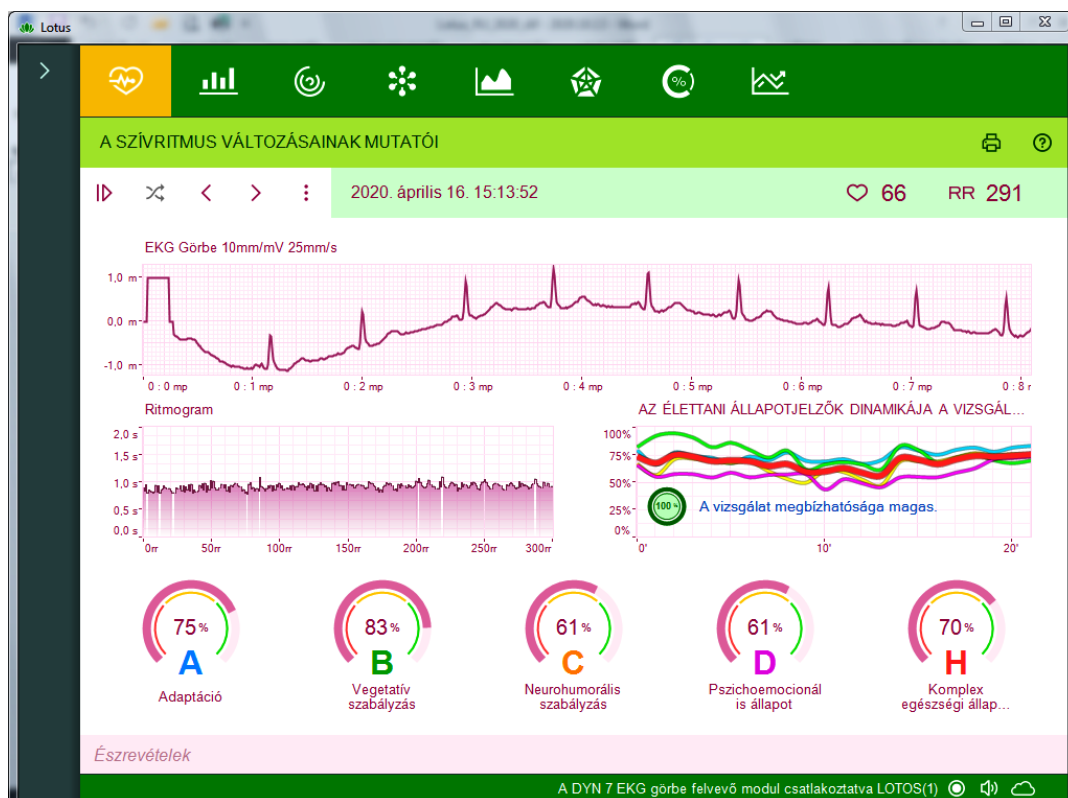 Lotus
A SZÍVRITMUS VÁLTOZÁSAINAK MUTATÓI
2020. április 16. 15:13:52
66
RR 291
EKG Görbe 10mm/mV 25mm/s
1,0 m
0,0 m
-1,0 m
0 : 0 mp 0 : 1 mp 0 : 2 mp 0 : 3 mp 0 : 4 mp 0 : 5 mp 0 : 6 mp 0 : 7 mp 0 : 8 r
Ritmogram
2,0 s
1,5 s
1,0 s
0,5 s
0,0 s
0rr 50rr 100rr 150rr 200rr 250rr 300rr
AZ ÉLETTANI ÁLLAPOTJELZŐK DINAMIKÁJA A VIZSGÁL...
100%
75%
50%
25%
0%
100 %
A vizsgálat megbízhatósága magas.
0' 10' 20'
75 %
A
Adaptáció
83 %
B
Vegetatív
szabályzás
61 %
C
Neurohumorális
szabályzás
61 %
D
Pszichoemocionál
is állapot
70 %
H
Komplex
egészségi állap...
Észrevételek
A DYN 7 EKG görbe felvevő modul csatlakoztatva LOTOS(1)